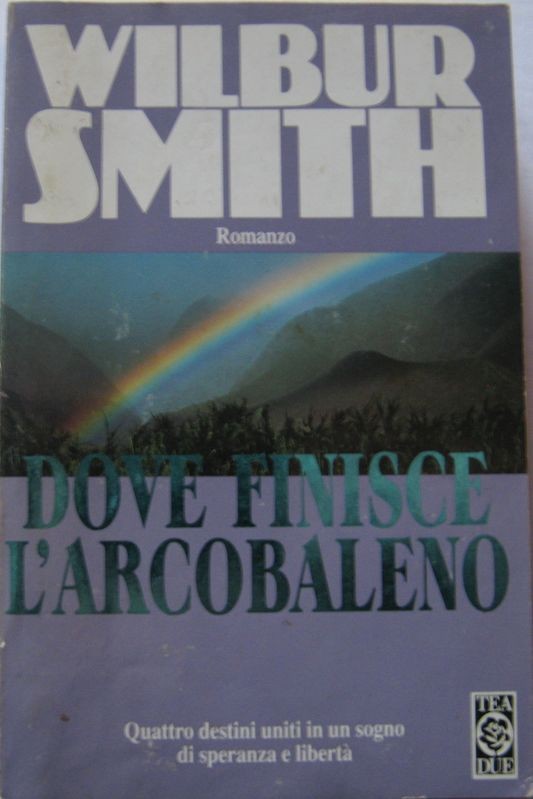 WILBUR
SMITH
Romanzo
DOVE FINISCE
L'ARCOBALENO
Quattro destini uniti in un sogno
di speranza e libertà
TEA
DUE